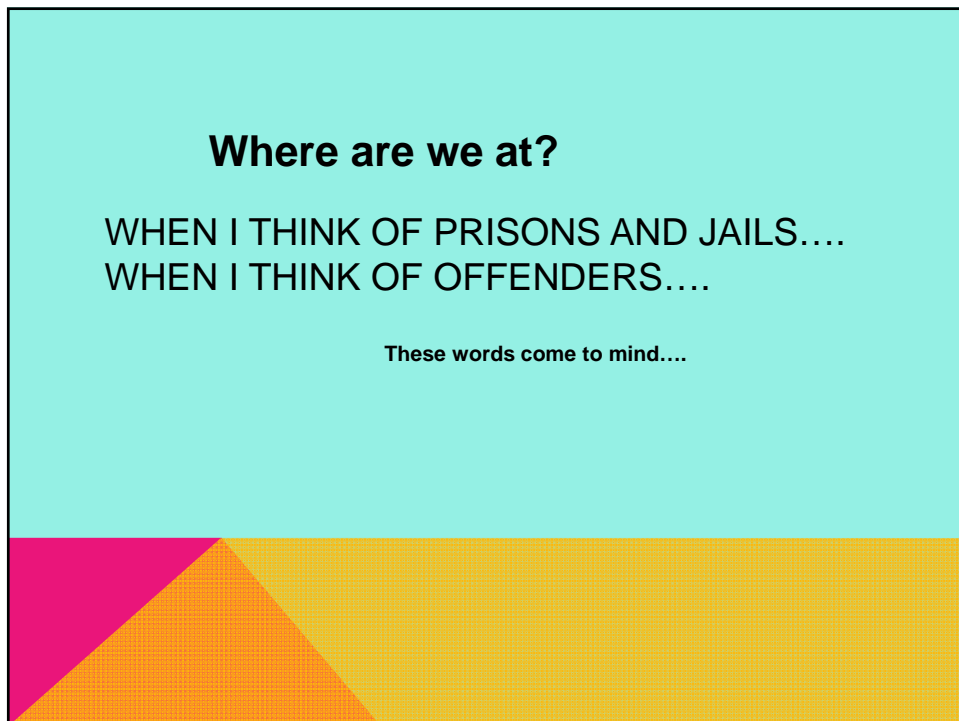 Where are we at?
WHEN I THINK OF PRISONS AND JAILS….
WHEN I THINK OF OFFENDERS….
These words come to mind….